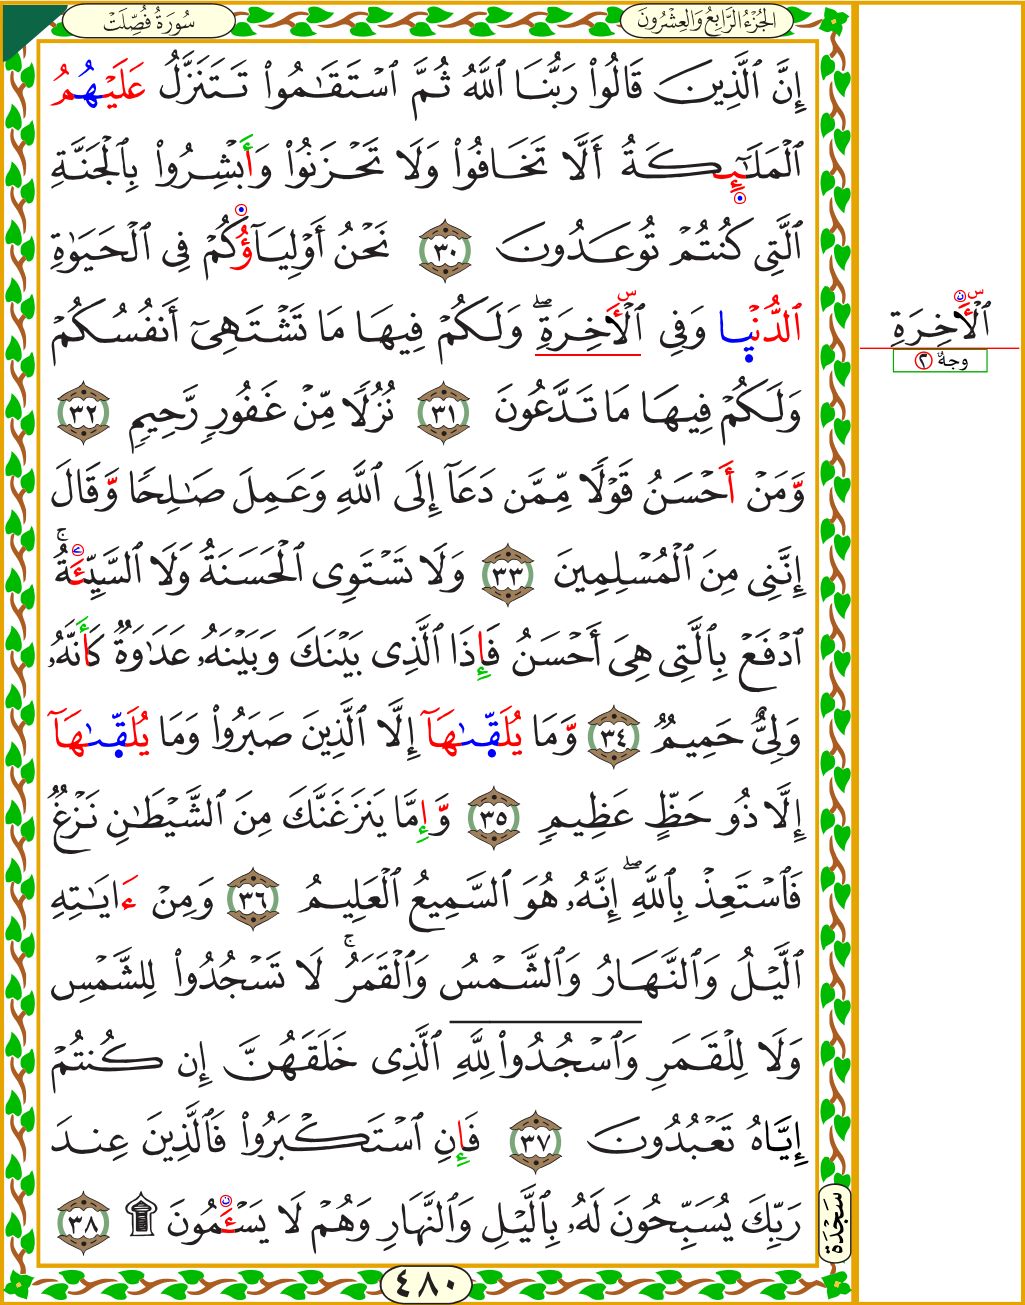 سُورَةُ فُصِّلَتْ
الجُزْءُ الرَّابِعُ وَالعِشْرُونَ
إِنَّ ٱلَّذِينَ قَالُواْ رَبُّنَا ٱللَّهُ ثُمَّ ٱسْتَقَٰمُواْ تَتَنَزَّلُ عَلَيْهُمُ
ٱلْمَلَٰٓئِكَةُ أَلَّا تَخَافُواْ وَلَا تَحْزَنُواْ وَأَبْشِرُواْ بِٱلْجَنَّةِ
ٱلَّتِى كُنتُمْ تُوعَدُونَ ٣٠ نَحْنُ أَوْلِيَآؤُكُمْ فِى ٱلْحَيَوٰةِ
ٱلدُّنْيٜا وَفِى ٱلْأَخِرَةِۖ وَلَكُمْ فِيهَا مَا تَشْتَهِىٓ أَنفُسُكُمْ
وَلَكُمْ فِيهَا مَا تَدَّعُونَ ٣١ نُزُلًا مِّنْ غَفُورٍ رَّحِيمٍ ٣٢
وَّمَنْ أَحْسَنُ قَوْلًا مِّمَّن دَعَآ إِلَى ٱللَّهِ وَعَمِلَ صَٰلِحًا وَّقَالَ
إِنَّنِى مِنَ ٱلْمُسْلِمِينَ ٣٣ وَلَا تَسْتَوِى ٱلْحَسَنَةُ وَلَا ٱلسَّيِّئَةُۚ
ٱدْفَعْ بِٱلَّتِى هِىَ أَحْسَنُ فَإِذَا ٱلَّذِى بَيْنَكَ وَبَيْنَهُۥ عَدَٰوَةٌ كَأَنَّهُۥ
وَلِىٌّ حَمِيمٌ ٣٤ وَّمَا يُلَقّٜىٰهَآ إِلَّا ٱلَّذِينَ صَبَرُواْ وَمَا يُلَقّٜىٰهَآ
إِلَّا ذُو حَظٍّ عَظِيمٍ ٣٥ وَّإِمَّا يَنزَغَنَّكَ مِنَ ٱلشَّيْطَٰنِ نَزْغٌ
فَٱسْتَعِذْ بِٱللَّهِۖ إِنَّهُۥ هُوَ ٱلسَّمِيعُ ٱلْعَلِيمُ ٣٦ وَمِنْ ءَايَٰتِهِ
ٱلَّيْلُ وَٱلنَّهَارُ وَٱلشَّمْسُ وَٱلْقَمَرُۚ لَا تَسْجُدُواْ لِلشَّمْسِ
وَلَا لِلْقَمَرِ وَٱسْجُدُواْ لِلَّهِ ٱلَّذِى خَلَقَهُنَّ إِن كُنتُمْ
إِيَّاهُ تَعْبُدُونَ ٣٧ فَإِنِ ٱسْتَكْبَرُواْ فَٱلَّذِينَ عِندَ
رَبِّكَ يُسَبِّحُونَ لَهُۥ بِٱلَّيْلِ وَٱلنَّهَارِ وَهُمْ لَا يَسْـَٔمُونَ ۩ ٣٨
ٱلْأَخِرَةِ
وجهٌ ٢
سَجْدَة
٤٨٠